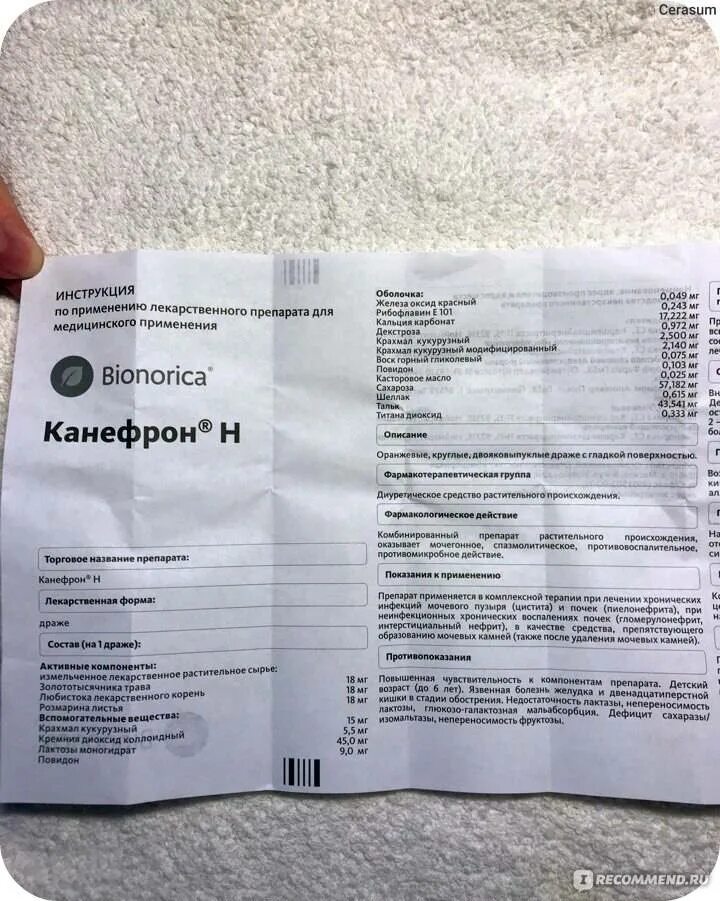 Cerasum
ИНСТРУКЦИЯ
по применению лекарственного препарата для
медицинского применения
Bionorica®
Канефрон® Н
Торговое название препарата:
Канефрон® Н
Лекарственная форма:
драже
Состав (на 1 драже):
Активные компоненты:
измельченное лекарственное растительное сырье:
Золототысячника трава 18 мг
Любистока лекарственного корень 18 мг
Розмарина листья 18 мг
Вспомогательные вещества:
Крахмал кукурузный 15 мг
Кремния диоксид коллоидный 5,5 мг
Лактозы моногидрат 45,0 мг
Повидон 9,0 мг
Оболочка:
Железа оксид красный 0,049 мг
Рибофлавин Е 101 0,243 мг
Кальция карбонат 17,222 мг
Декстроза 0,972 мг
Крахмал кукурузный 2,500 мг
Крахмал кукурузный модифицированный 2,140 мг
Воск горный гликолевый 0,075 мг
Повидон 0,103 мг
Касторовое масло 0,025 мг
Сахароза 57,182 мг
Шеллак 0,615 мг
Тальк 43,541 мг
Титана диоксид 0,333 мг
Описание
Оранжевые, круглые, двояковыпуклые драже с гладкой поверхностью.
Фармакотерапевтическая группа
Диуретическое средство растительного происхождения.
Фармакологическое действие
Комбинированный препарат растительного происхождения,
оказывает мочегонное, спазмолитическое, противовоспалительное,
противомикробное действие.
Показания к применению
Препарат применяется в комплексной терапии при лечении хронических
инфекций мочевого пузыря (цистита) и почек (пиелонефрита), при
неинфекционных хронических воспалениях почек (гломерулонефрит,
интерстициальный нефрит), в качестве средства, препятствующего
образованию мочевых камней (также после удаления мочевых камней).
Противопоказания
Повышенная чувствительность к компонентам препарата. Детский
возраст (до 6 лет). Язвенная болезнь желудка и двенадцатиперстной
кишки в стадии обострения. Недостаточность лактазы, непереносимость
лактозы, глюкозо-галактозная мальабсорбция. Дефицит сахаразы/
изомальтазы, непереносимость фруктозы.
IRECOMMEND.RU